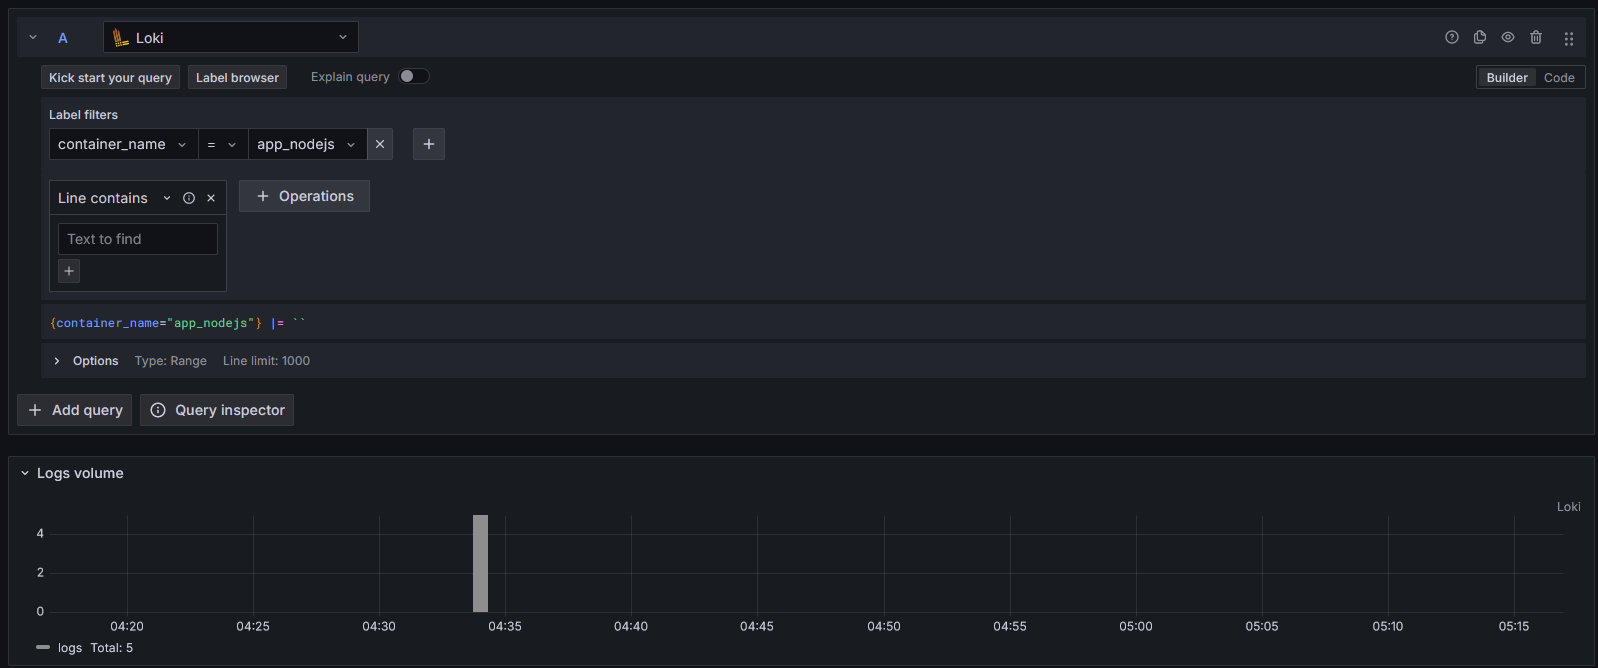 A Loki
Kick start your query Label browser Explain query Builder Code
Label filters
container_name = app_nodejs
Line contains Operations
Text to find
{container_name="app_nodejs"} |= ``
Options Type: Range Line limit: 1000
Add query Query inspector
Logs volume
Loki
4
2
0
04:20 04:25 04:30 04:35 04:40 04:45 04:50 04:55 05:00 05:05 05:10 05:15
logs Total: 5